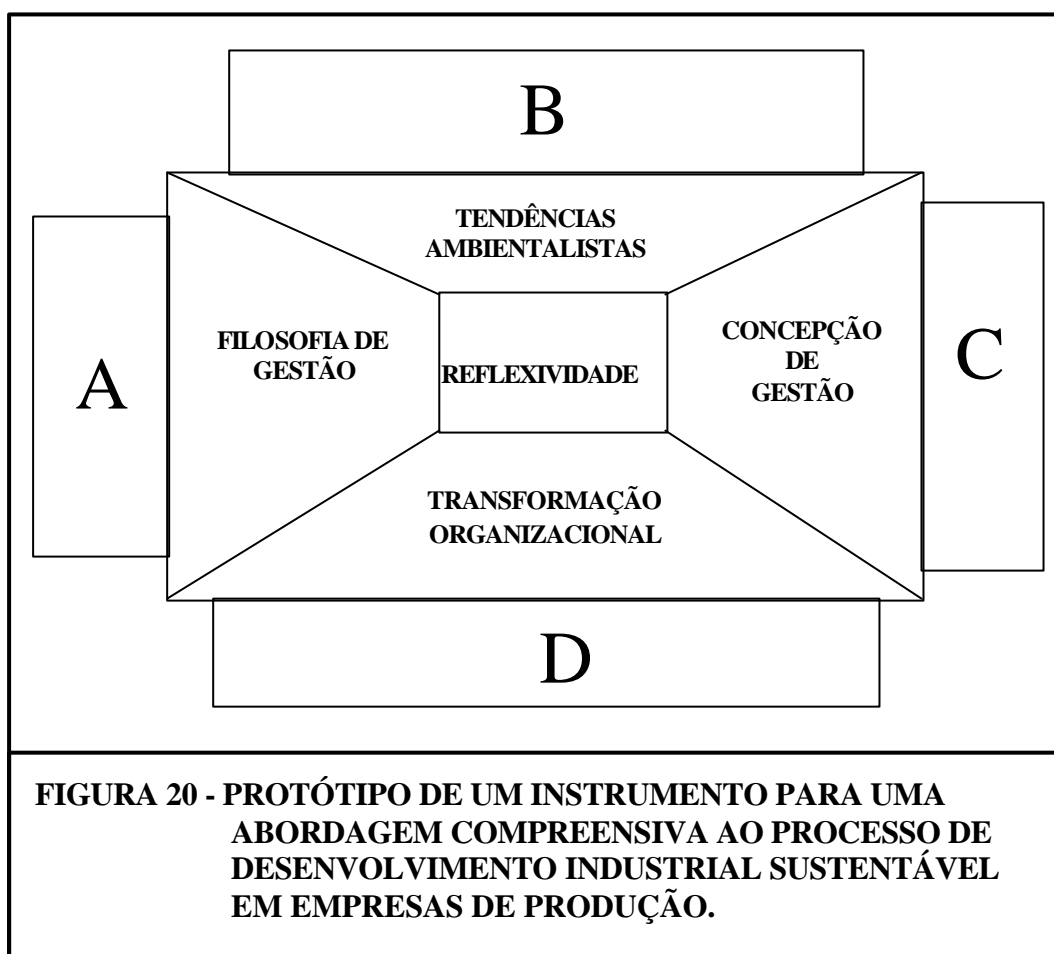 B
TENDÊNCIAS
AMBIENTALISTAS
A
FILOSOFIA DE
GESTÃO
REFLEXIVIDADE
CONCEPÇÃO
DE
GESTÃO
C
TRANSFORMAÇÃO
ORGANIZACIONAL
D
FIGURA 20 - PROTÓTIPO DE UM INSTRUMENTO PARA UMA
ABORDAGEM COMPREENSIVA AO PROCESSO DE
DESENVOLVIMENTO INDUSTRIAL SUSTENTÁVEL
EM EMPRESAS DE PRODUÇÃO.